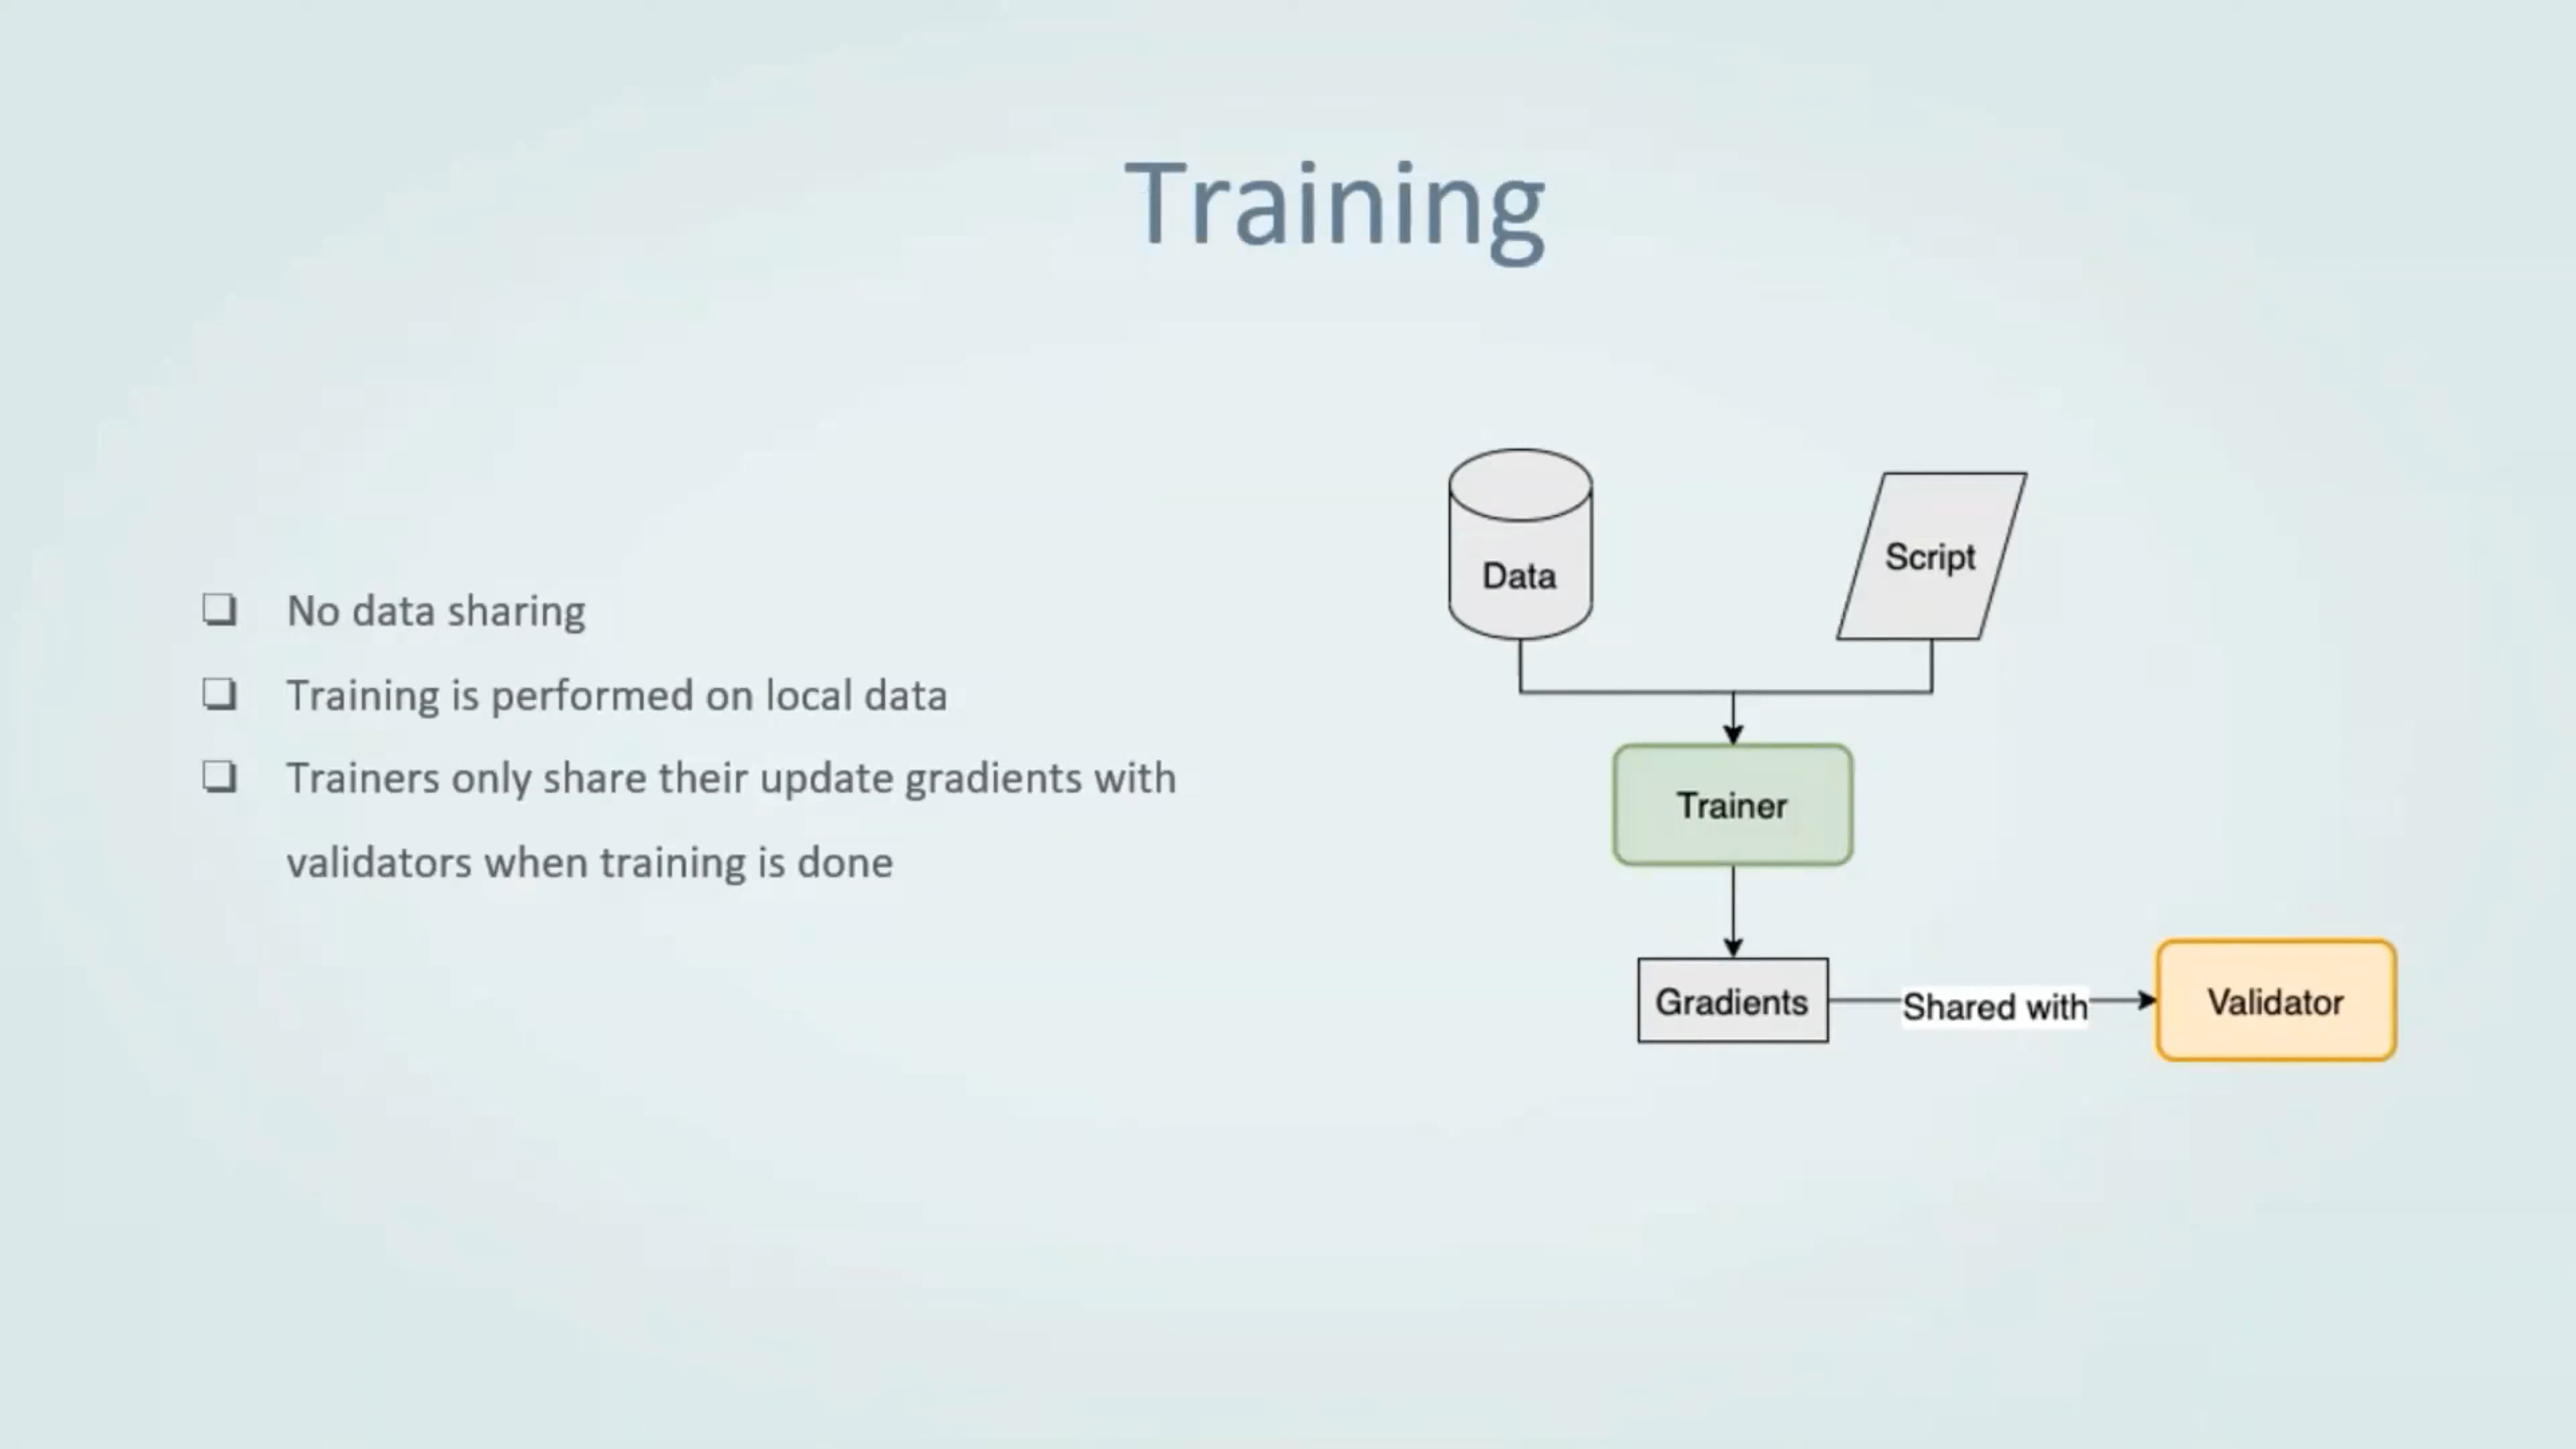 Training
No data sharing
Training is performed on local data
Trainers only share their update gradients with
validators when training is done
Data
Script
Trainer
Gradients
Shared with
Validator